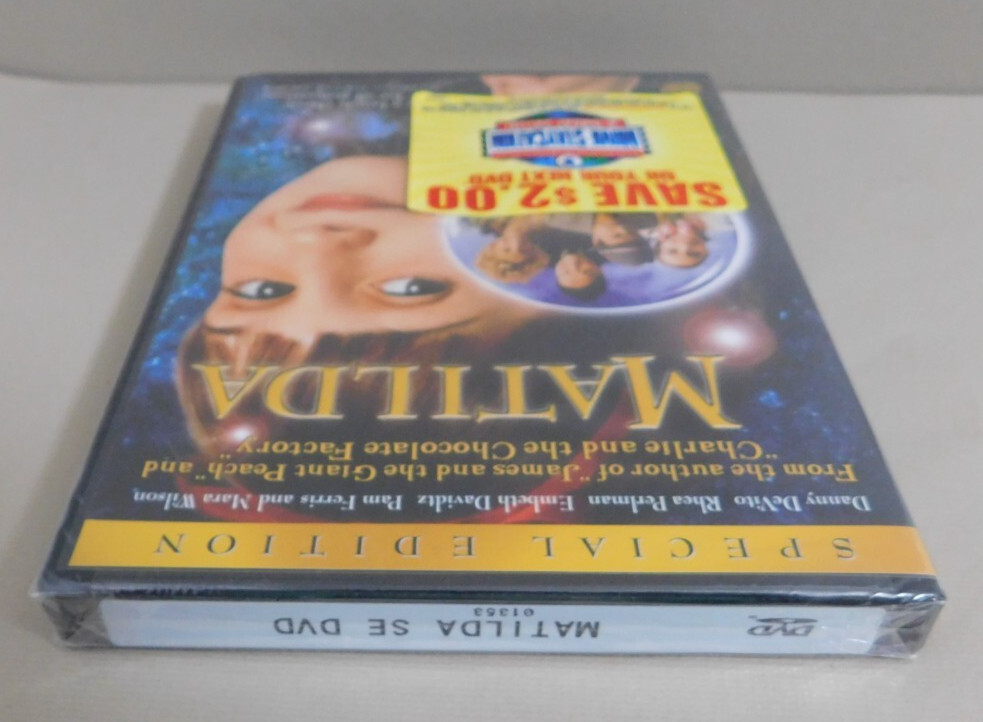 SPECIAL EDITION
Danny DeVito Rhea Perlman Embeth Davidtz Pam Ferris and Mara Wilson
From the author of "James and the Giant Peach" and
"Charlie and the Chocolate Factory"
MATILDA
SAVE $2.00
ON YOUR NEXT DVD
MATILDA SE DVD
01353
DVD